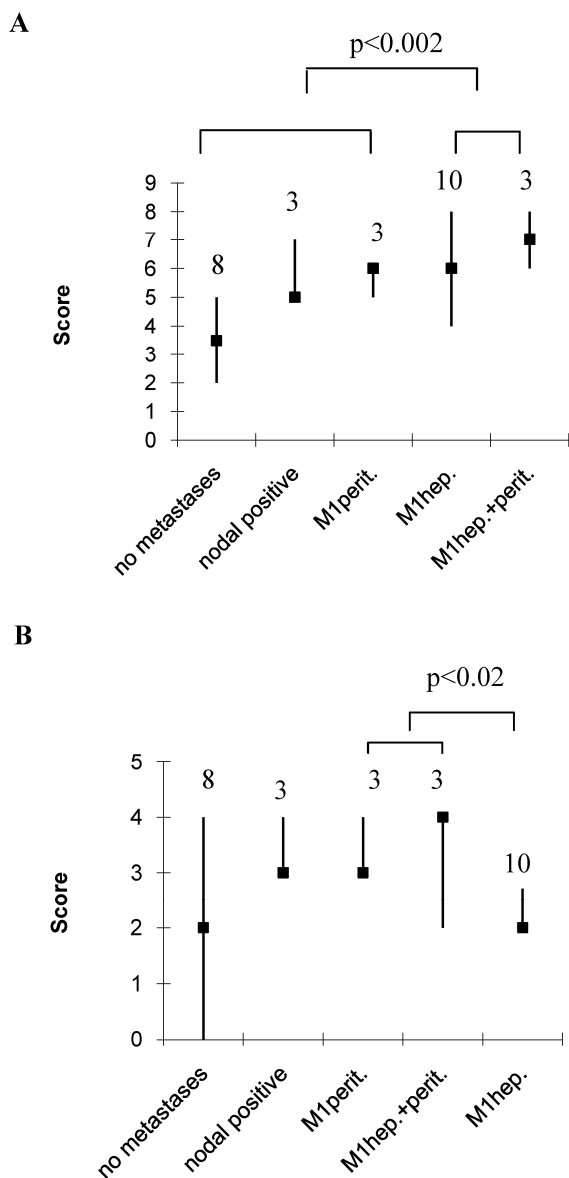 A
p<0.002
10
3
3
3
8
9
8
7
6
5
4
3
2
1
0
Score
no metastases
nodal positive
M1perit.
M1hep.
M1hep.+perit.
B
p<0.02
8
3
3
3
10
5
4
3
2
1
0
Score
no metastases
nodal positive
M1perit.
M1hep.+perit.
M1hep.